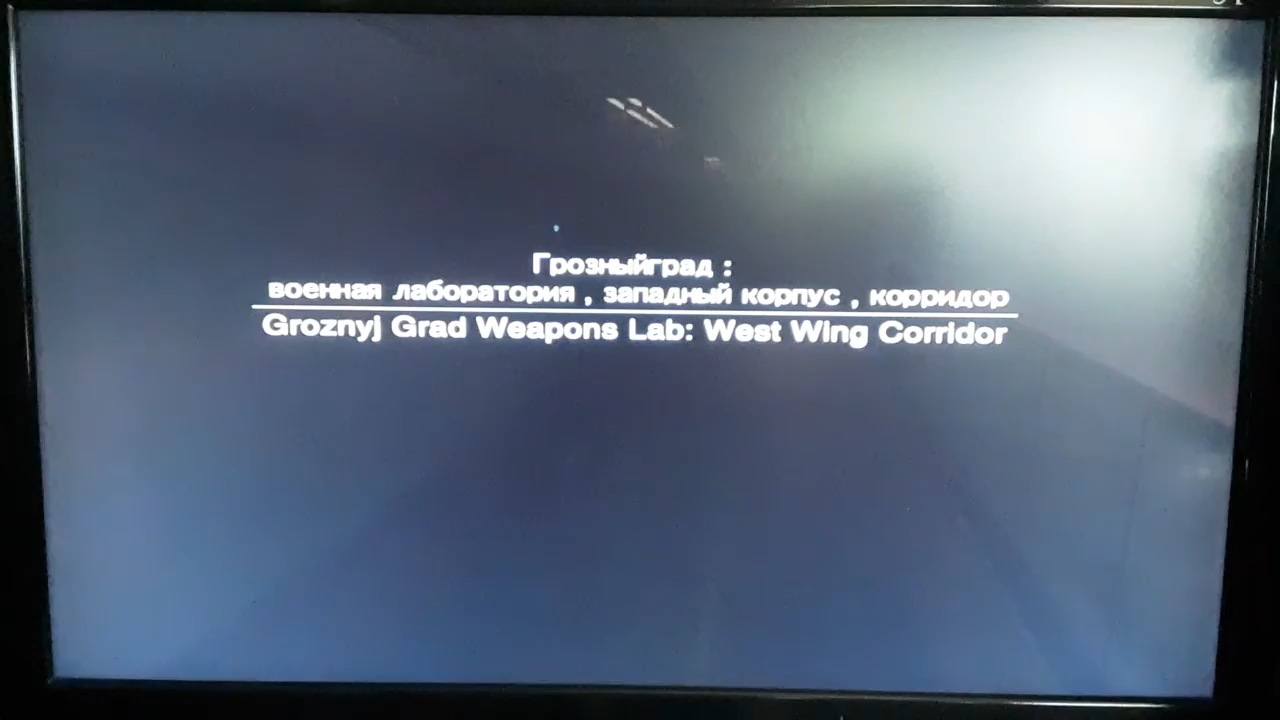 Грозныйград :
военная лаборатория , западный корпус , корридор
Groznyj Grad Weapons Lab: West Wing Corridor